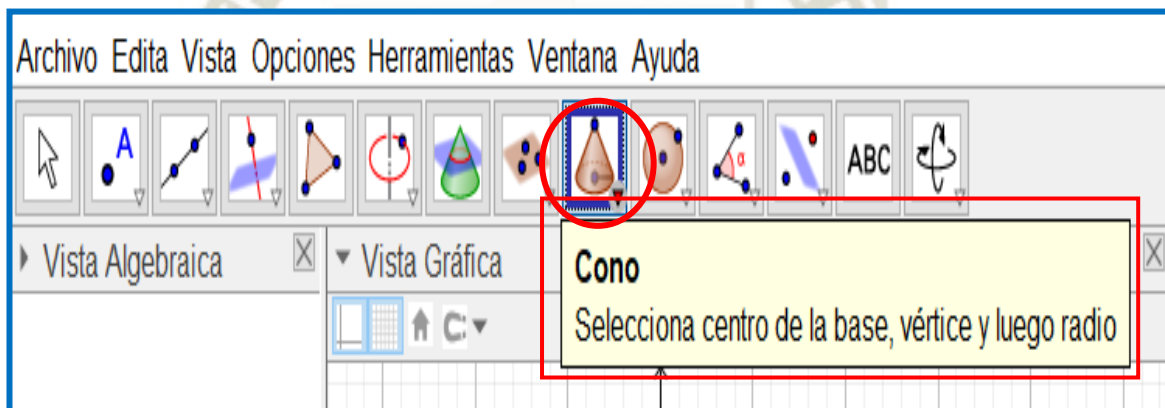 Archivo Edita Vista Opciones Herramientas Ventana Ayuda
A
α
ABC
Vista Algebraica
Vista Gráfica
Cono
Selecciona centro de la base, vértice y luego radio